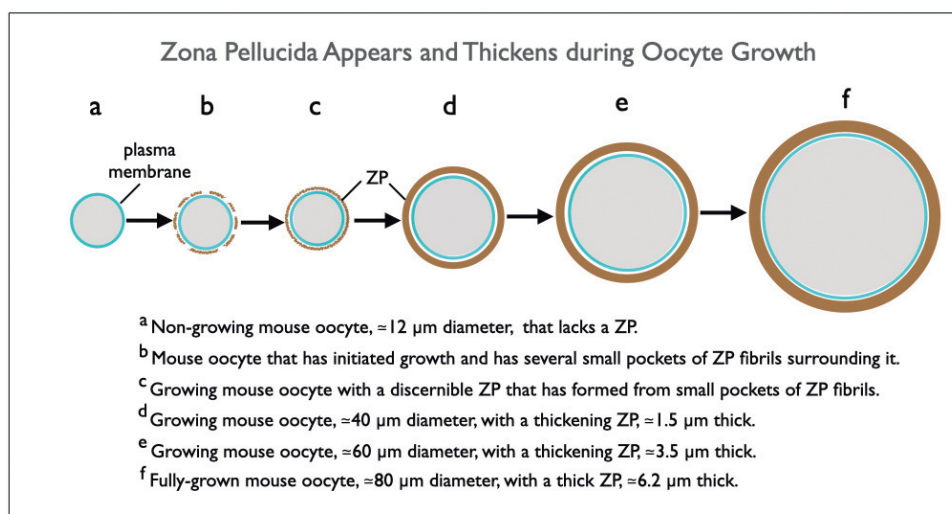 Zona Pellucida Appears and Thickens during Oocyte Growth
a b c d e f
plasma
membrane
ZP
a Non-growing mouse oocyte, ≈12 μm diameter, that lacks a ZP.
b Mouse oocyte that has initiated growth and has several small pockets of ZP fibrils surrounding it.
c Growing mouse oocyte with a discernible ZP that has formed from small pockets of ZP fibrils.
d Growing mouse oocyte, ≈40 μm diameter, with a thickening ZP, ≈1.5 μm thick.
e Growing mouse oocyte, ≈60 μm diameter, with a thickening ZP, ≈3.5 μm thick.
f Fully-grown mouse oocyte, ≈80 μm diameter, with a thick ZP, ≈6.2 μm thick.